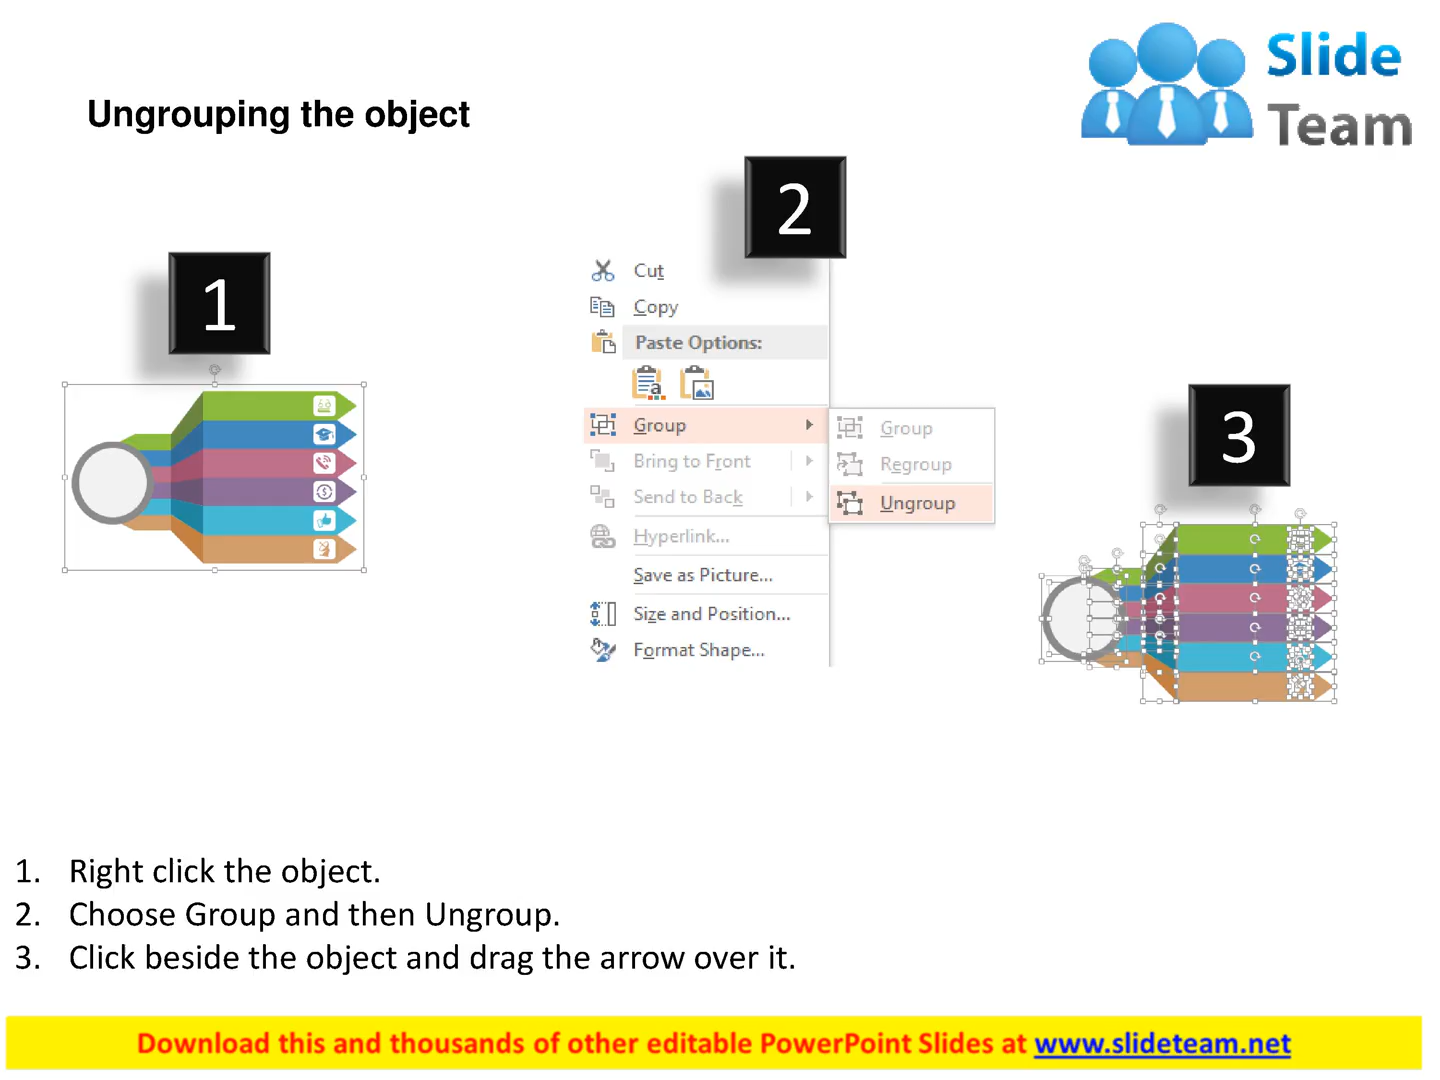 Slide
Team
Ungrouping the object
1
2
Cut
Copy
Paste Options:
Group
Bring to Front
Send to Back
Hyperlink...
Save as Picture...
Size and Position...
Format Shape...
Group
Regroup
Ungroup
3
1. Right click the object.
2. Choose Group and then Ungroup.
3. Click beside the object and drag the arrow over it.
Download this and thousands of other editable PowerPoint Slides at www.slideteam.net